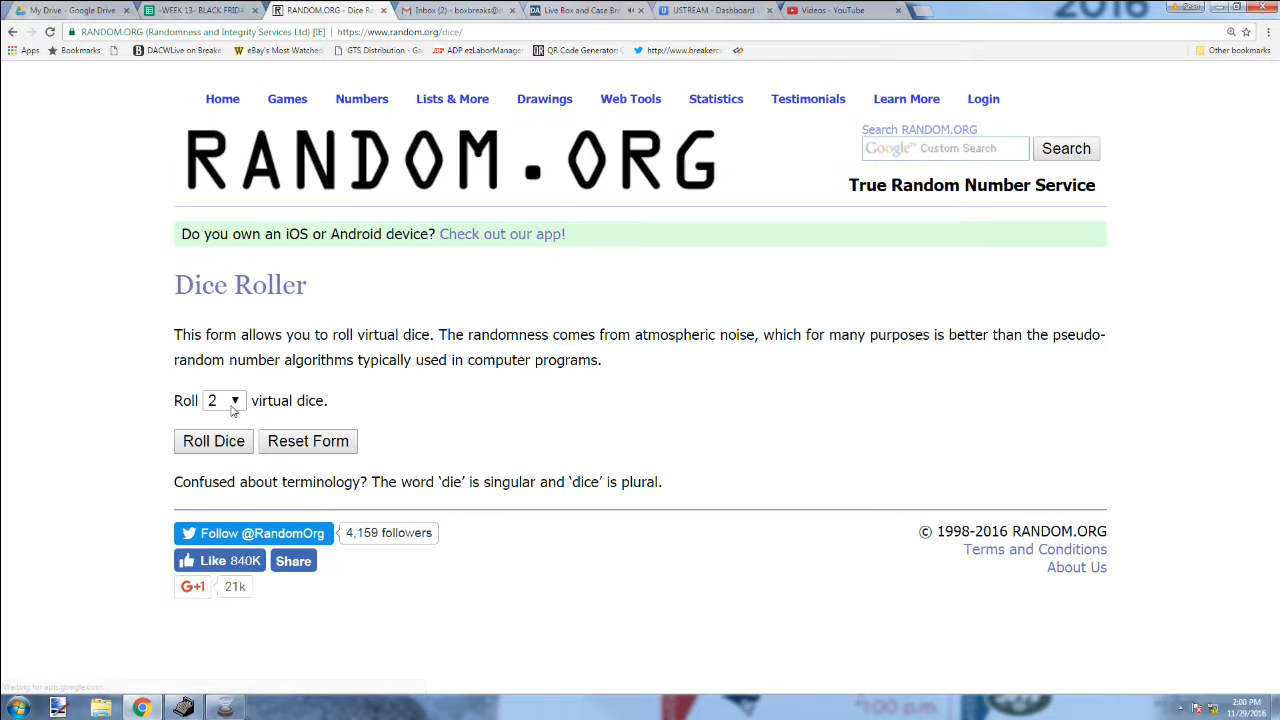 My Drive - Google Drive
-WEEK 13- BLACK FRIDA
RANDOM.ORG - Dice Ro
Inbox (2) - boxbreaks@
Live Box and Case Br
USTREAM - Dashboard
Videos - YouTube
Sean
2016
RANDOM.ORG (Randomness and Integrity Services Ltd) [IE]
https://www.random.org/dice/
Apps
Bookmarks
DACWLive on Breake
eBay's Most Watche
GTS Distribution - Ga
ADP ezLaborManage
QR Code Generator:
http://www.breakerc
Other bookmarks
Home
Games
Numbers
Lists & More
Drawings
Web Tools
Statistics
Testimonials
Learn More
Login
RANDOM.ORG
Search RANDOM.ORG
Google™ Custom Search
Search
True Random Number Service
Do you own an iOS or Android device? Check out our app!
Dice Roller
This form allows you to roll virtual dice. The randomness comes from atmospheric noise, which for many purposes is better than the pseudo-
random number algorithms typically used in computer programs.
Roll 2 virtual dice.
Roll Dice
Reset Form
Confused about terminology? The word ‘die’ is singular and ‘dice’ is plural.
Follow @RandomOrg
4,159 followers
Like 840K
Share
G+1
21k
© 1998-2016 RANDOM.ORG
Terms and Conditions
About Us
Waiting for apis.google.com...
2:00 PM
11/29/2016